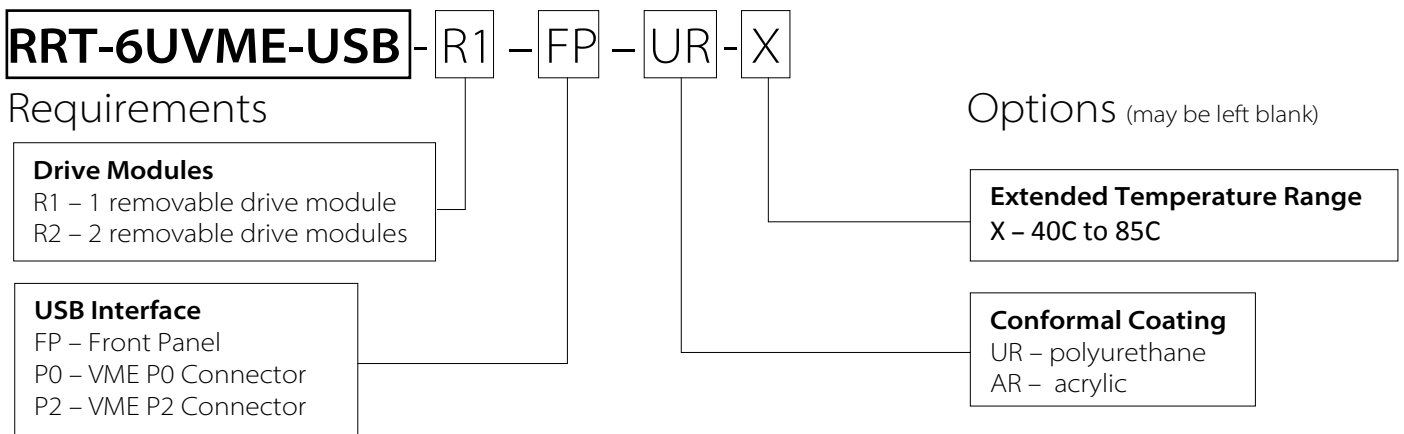 RRT-6UVME-USB - R1 – FP – UR - X
Requirements
Options (may be left blank)
Drive Modules
R1 – 1 removable drive module
R2 – 2 removable drive modules
USB Interface
FP – Front Panel
P0 – VME P0 Connector
P2 – VME P2 Connector
Extended Temperature Range
X – 40C to 85C
Conformal Coating
UR – polyurethane
AR – acrylic